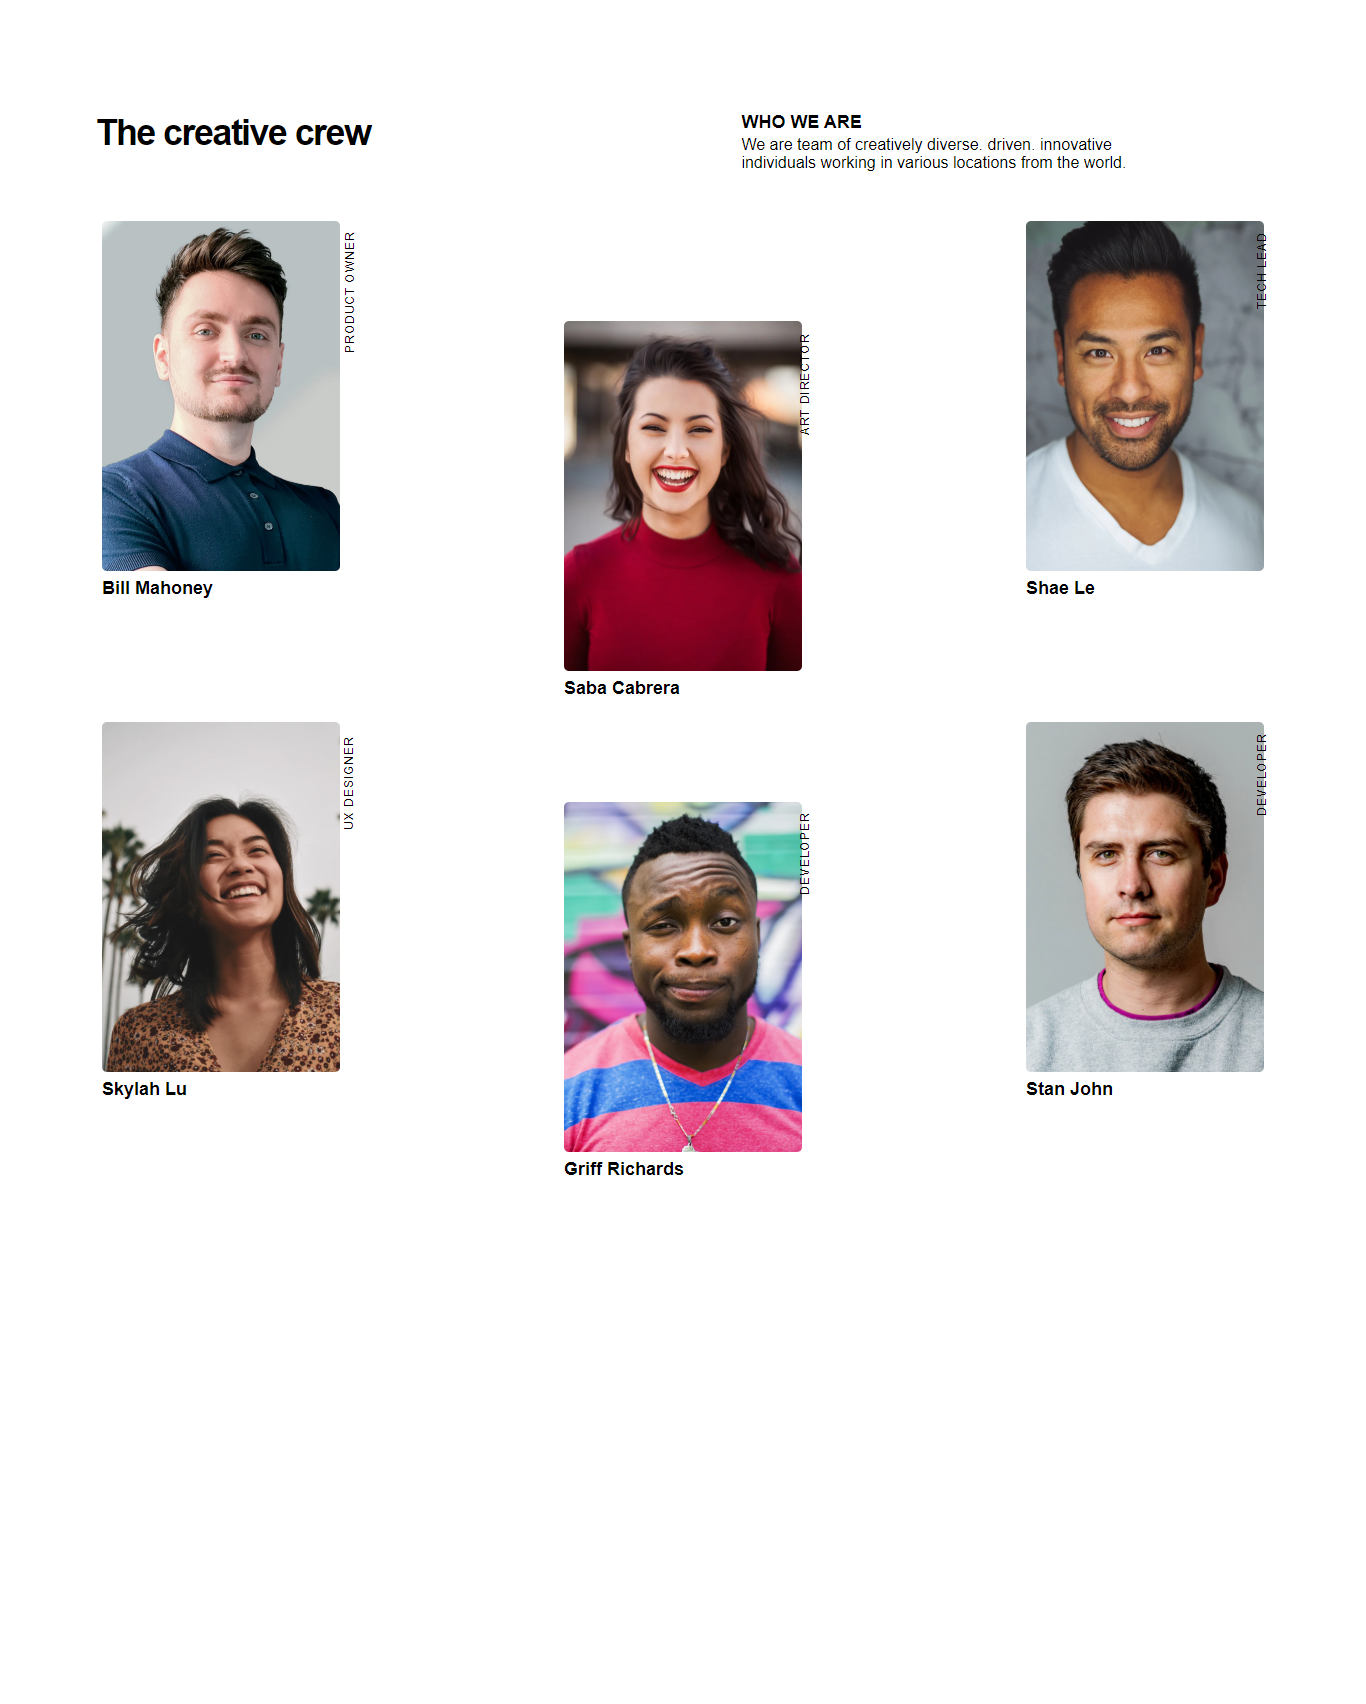 The creative crew
WHO WE ARE
We are team of creatively diverse. driven. innovative
individuals working in various locations from the world.
PRODUCT OWNER
Bill Mahoney
ART DIRECTOR
Saba Cabrera
TECH LEAD
Shae Le
UX DESIGNER
Skylah Lu
DEVELOPER
Griff Richards
DEVELOPER
Stan John